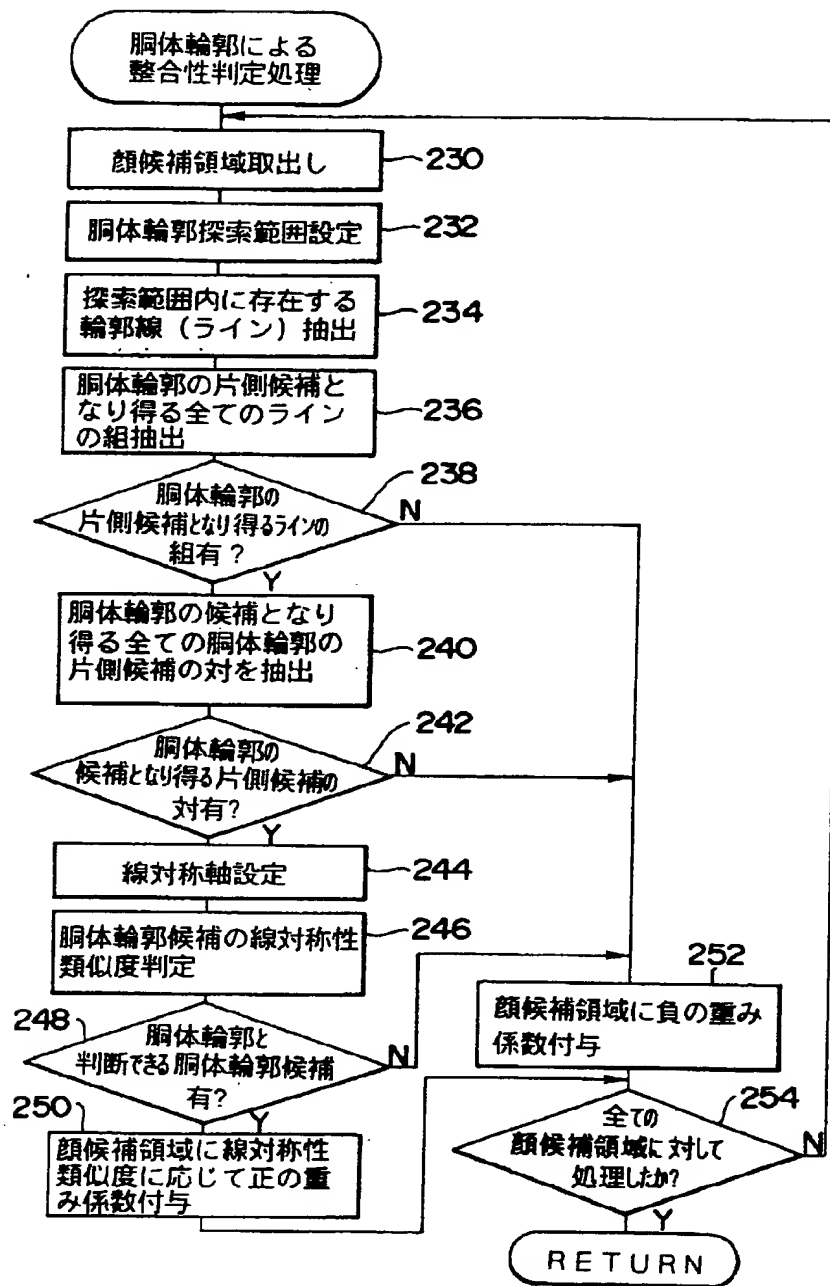 胴体輪郭による
整合性判定処理
顔候補領域取出し
230
胴体輪郭探索範囲設定
232
探索範囲内に存在する
輪郭線（ライン）抽出
234
胴体輪郭の片側候補と
なり得る全てのライン
の組抽出
236
238
胴体輪郭の
片側候補となり得るラインの
組有？
N
Y
胴体輪郭の候補となり
得る全ての胴体輪郭の
片側候補の対を抽出
240
242
胴体輪郭の
候補となり得る片側候補の
対有？
N
Y
線対称軸設定
244
胴体輪郭候補の線対称性
類似度判定
246
248
胴体輪郭と
判断できる胴体輪郭候補
有？
N
Y
250
顔候補領域に線対称性
類似度に応じて正の重
み係数付与
252
顔候補領域に負の重み
係数付与
254
全ての
顔候補領域に対して
処理したか？
N
Y
RETURN